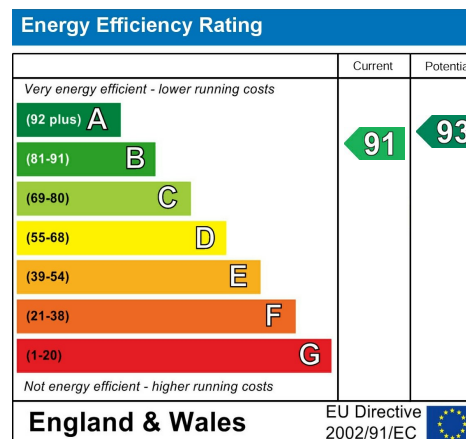 Energy Efficiency Rating
Current Potentia
Very energy efficient - lower running costs
(92 plus) A
(81-91) B
(69-80) C
(55-68) D
(39-54) E
(21-38) F
(1-20) G
91
93
Not energy efficient - higher running costs
England & Wales
EU Directive
2002/91/EC